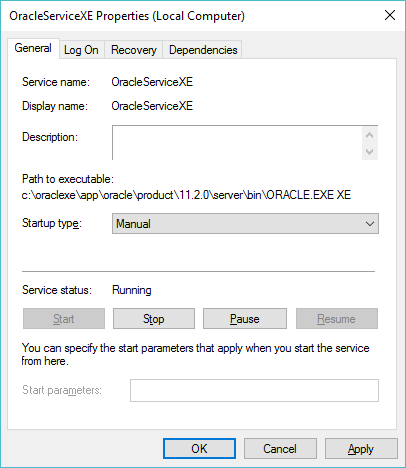 OracleServiceXE Properties (Local Computer)
General Log On Recovery Dependencies
Service name: OracleServiceXE
Display name: OracleServiceXE
Description:
Path to executable:
c:\oraclexe\app\oracle\product\11.2.0\server\bin\ORACLE.EXE XE
Startup type: Manual
Service status: Running
Start Stop Pause Resume
You can specify the start parameters that apply when you start the service
from here.
Start parameters:
OK Cancel Apply